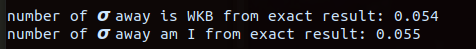 number of 𝞼 away is WKB from exact result: 0.054
number of 𝞼 away am I from exact result: 0.055